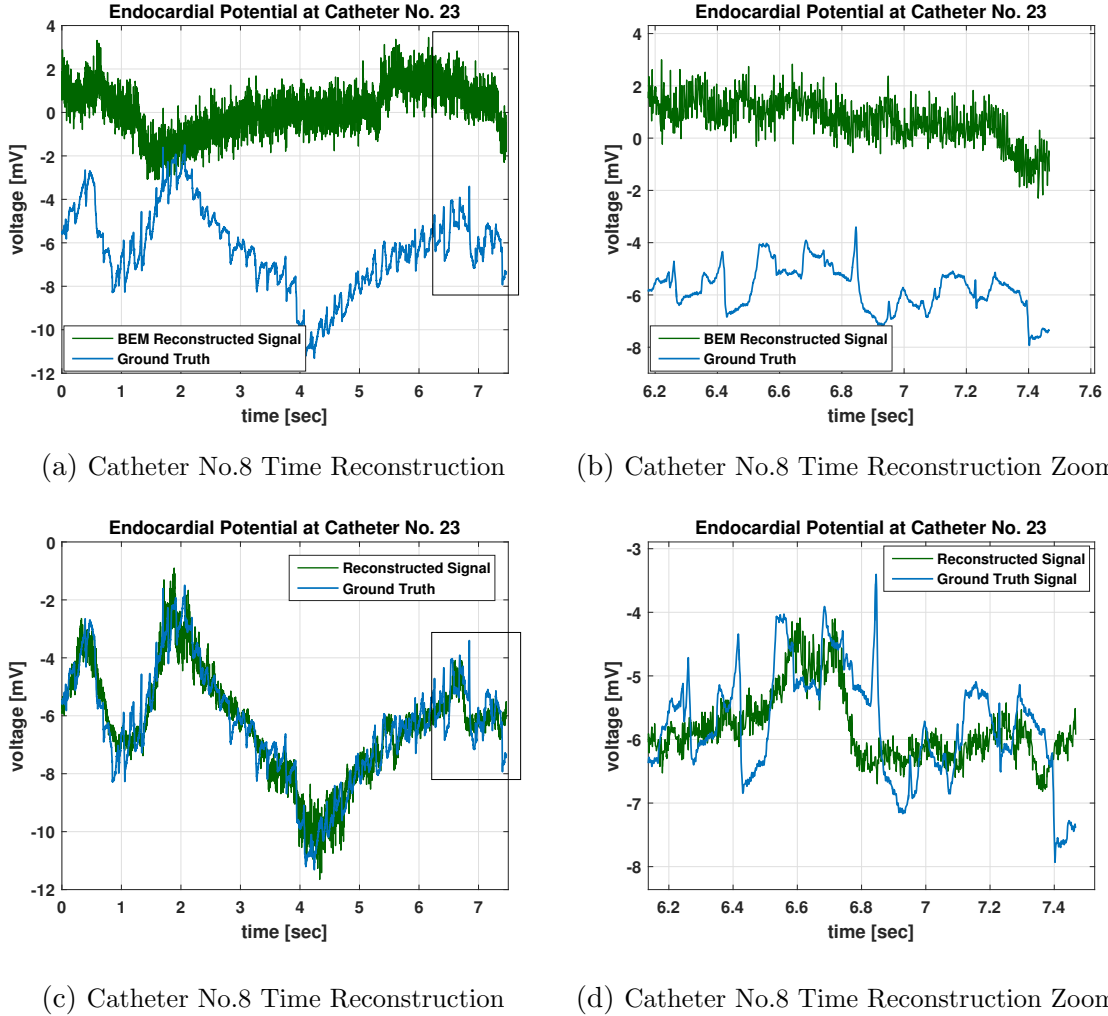 Endocardial Potential at Catheter No. 23
4
2
0
-2
-4
-6
-8
-10
-12
voltage [mV]
BEM Reconstructed Signal
Ground Truth
0 1 2 3 4 5 6 7
time [sec]
(a) Catheter No.8 Time Reconstruction
Endocardial Potential at Catheter No. 23
4
2
0
-2
-4
-6
-8
voltage [mV]
BEM Reconstructed Signal
Ground Truth
6.2 6.4 6.6 6.8 7 7.2 7.4 7.6
time [sec]
(b) Catheter No.8 Time Reconstruction Zoom
Endocardial Potential at Catheter No. 23
0
-2
-4
-6
-8
-10
-12
voltage [mV]
Reconstructed Signal
Ground Truth
0 1 2 3 4 5 6 7
time [sec]
(c) Catheter No.8 Time Reconstruction
Endocardial Potential at Catheter No. 23
-3
-4
-5
-6
-7
-8
voltage [mV]
Reconstructed Signal
Ground Truth Signal
6.2 6.4 6.6 6.8 7 7.2 7.4
time [sec]
(d) Catheter No.8 Time Reconstruction Zoom